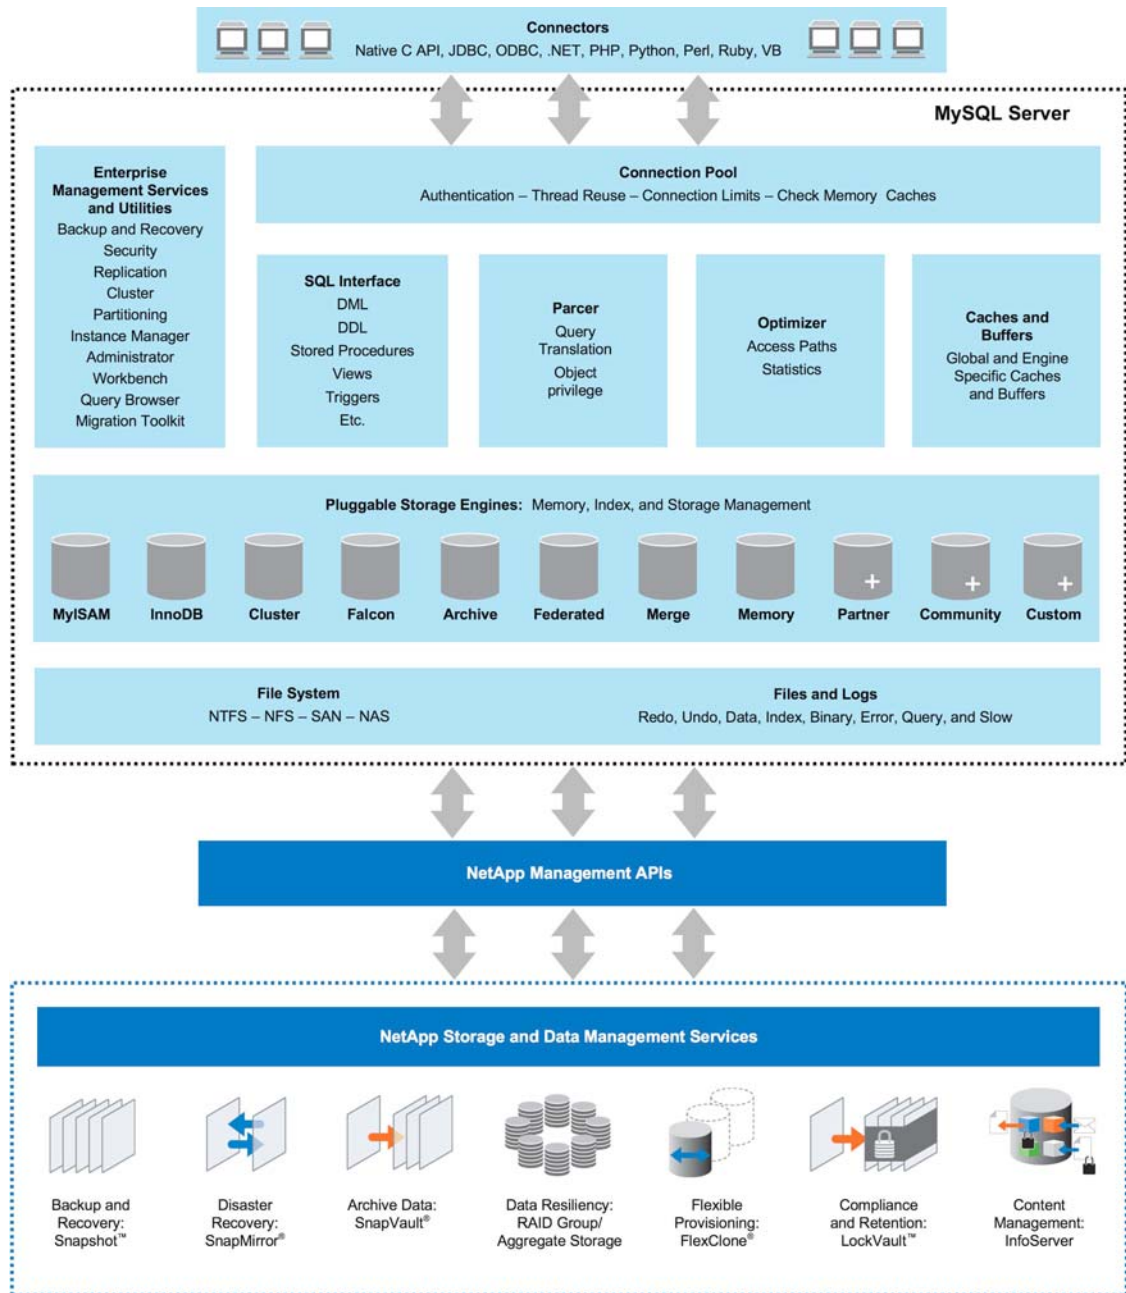 Connectors
Native C API, JDBC, ODBC, .NET, PHP, Python, Perl, Ruby, VB
MySQL Server
Enterprise
Management Services
and Utilities
Backup and Recovery
Security
Replication
Cluster
Partitioning
Instance Manager
Administrator
Workbench
Query Browser
Migration Toolkit
Connection Pool
Authentication – Thread Reuse – Connection Limits – Check Memory Caches
SQL Interface
DML
DDL
Stored Procedures
Views
Triggers
Etc.
Parcer
Query
Translation
Object
privilege
Optimizer
Access Paths
Statistics
Caches and
Buffers
Global and Engine
Specific Caches
and Buffers
Pluggable Storage Engines: Memory, Index, and Storage Management
MyISAM
InnoDB
Cluster
Falcon
Archive
Federated
Merge
Memory
Partner
Community
Custom
File System
NTFS – NFS – SAN – NAS
Files and Logs
Redo, Undo, Data, Index, Binary, Error, Query, and Slow
NetApp Management APIs
NetApp Storage and Data Management Services
Backup and
Recovery:
Snapshot™
Disaster
Recovery:
SnapMirror®
Archive Data:
SnapVault®
Data Resiliency:
RAID Group/
Aggregate Storage
Flexible
Provisioning:
FlexClone®
Compliance
and Retention:
LockVault™
Content
Management:
InfoServer